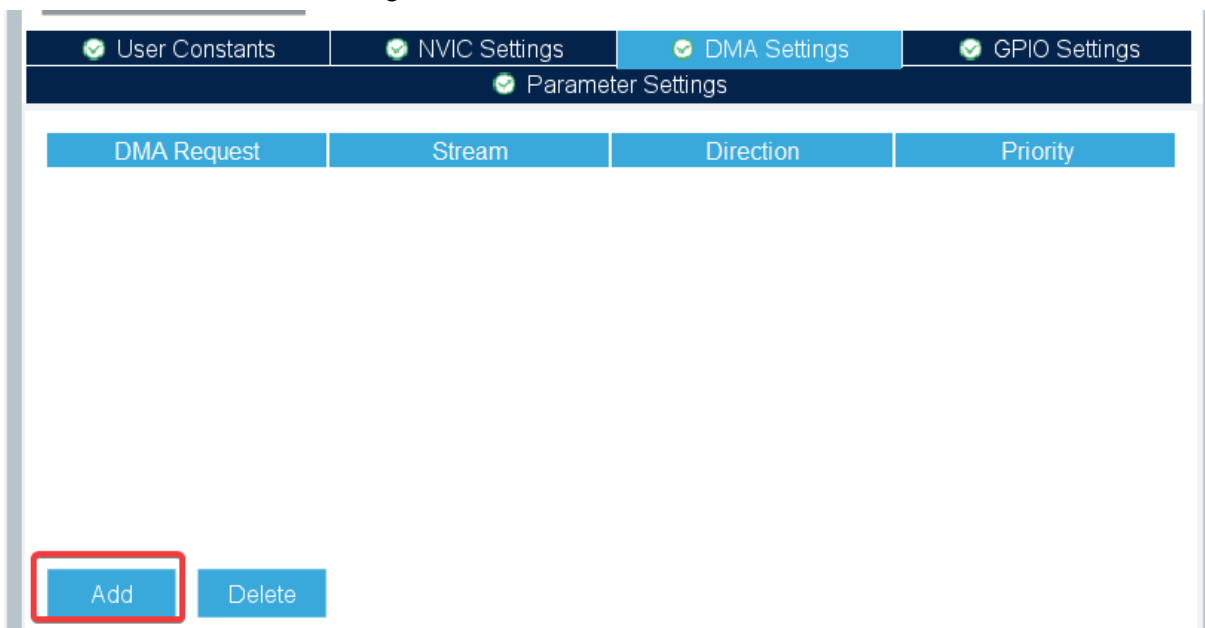 User Constants NVIC Settings DMA Settings GPIO Settings
Parameter Settings
DMA Request Stream Direction Priority
Add Delete